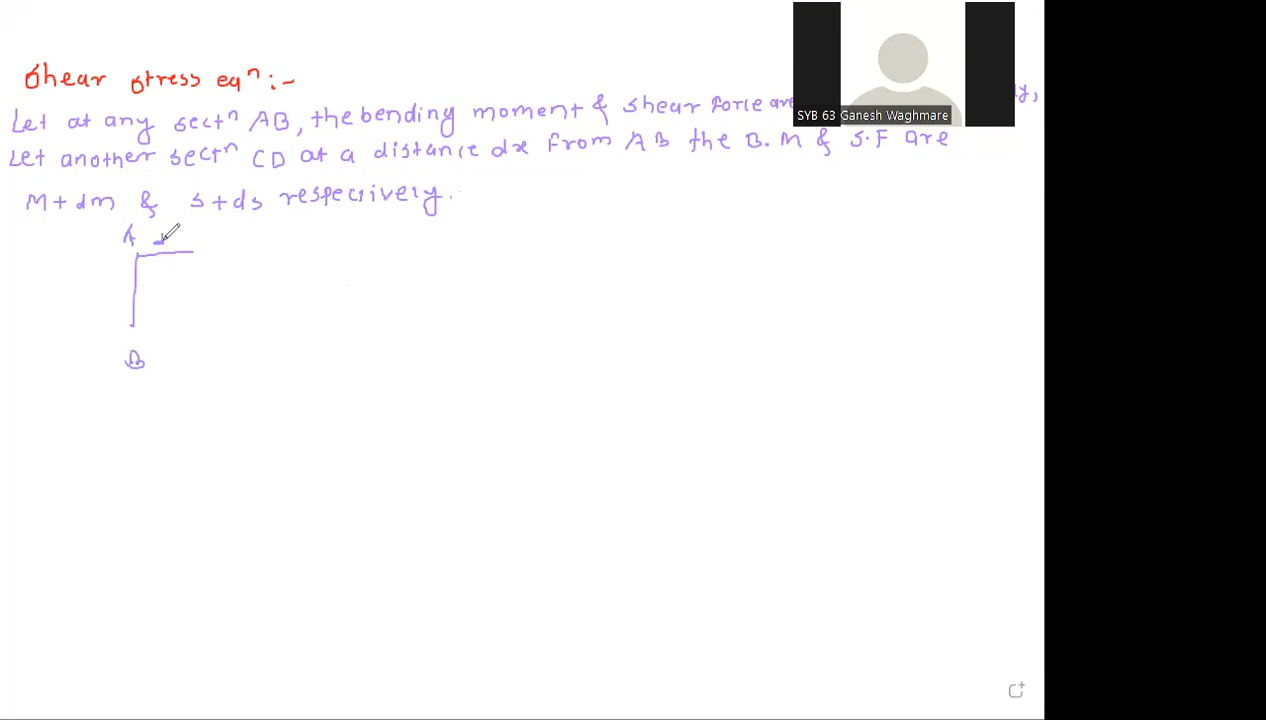 Shear stress eqⁿ :-
Let at any sectⁿ AB, the bending moment & shear force are
SYB 63 Ganesh Waghmare
Let another sectⁿ CD at a distance dx from AB the B.M & S.F are
M+dm & s+ds respectively.
A
B